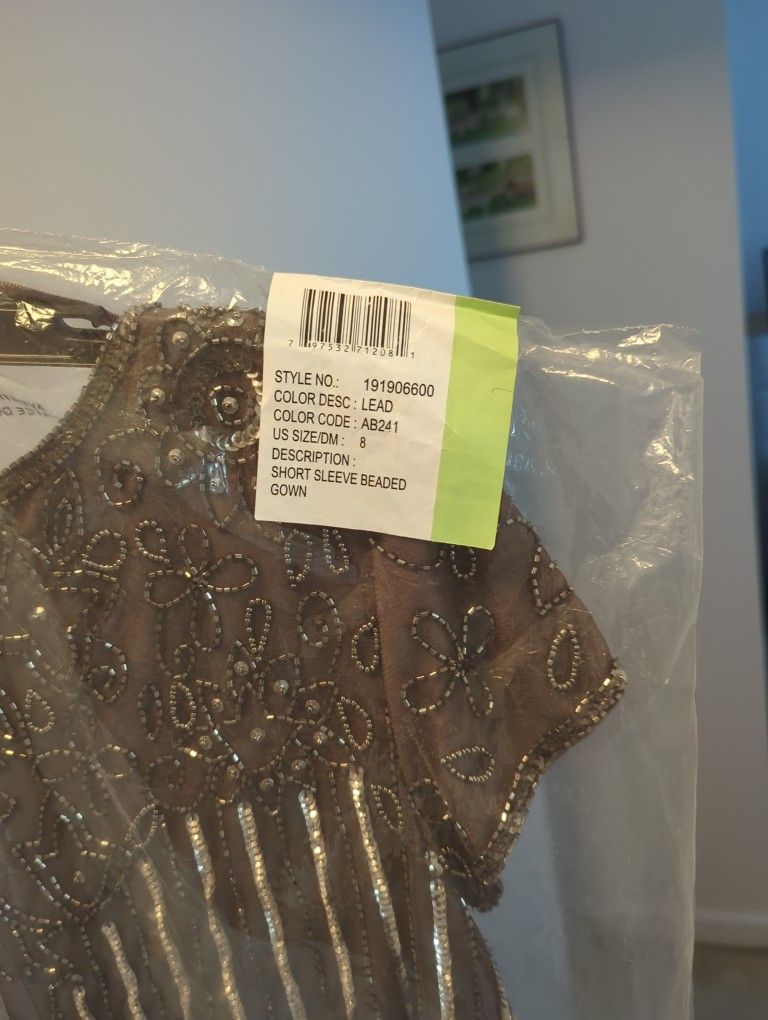 7 97532 71208 1
STYLE NO.: 191906600
COLOR DESC : LEAD
COLOR CODE : AB241
US SIZE/DM : 8
DESCRIPTION :
SHORT SLEEVE BEADED
GOWN